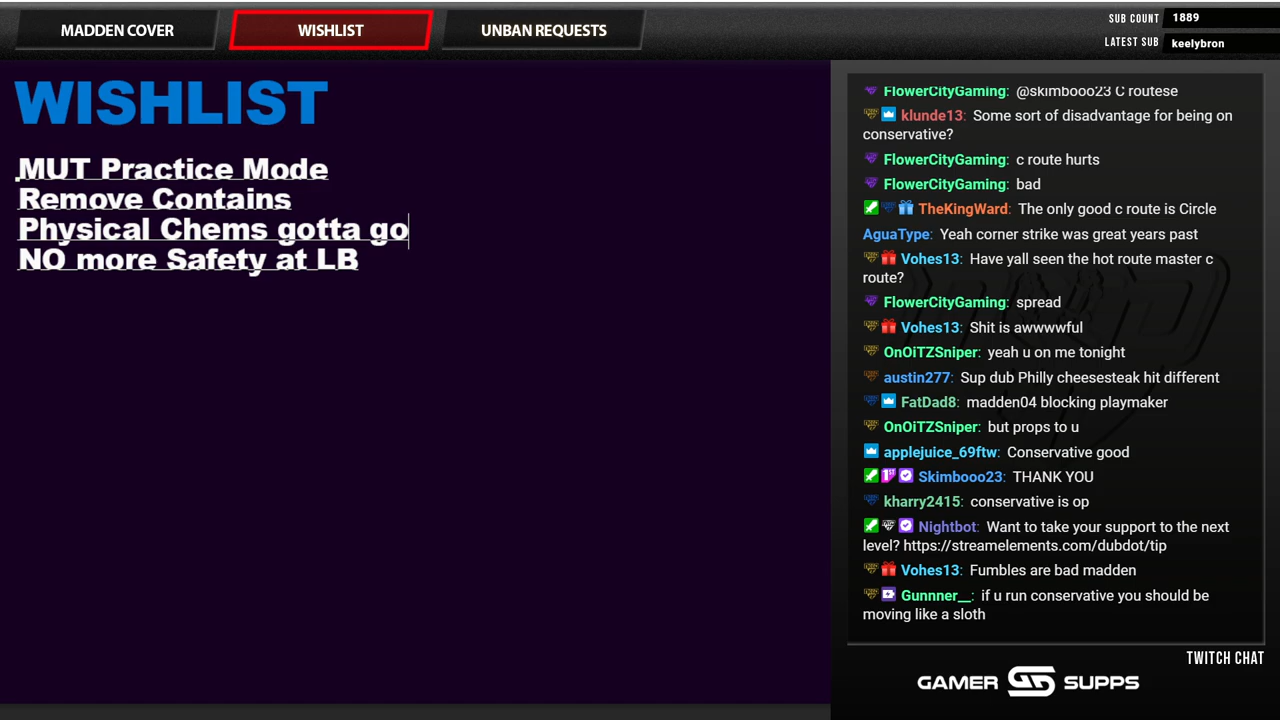 MADDEN COVER
WISHLIST
UNBAN REQUESTS
SUB COUNT 1889
LATEST SUB keelybron
WISHLIST
MUT Practice Mode
Remove Contains
Physical Chems gotta go
NO more Safety at LB
FlowerCityGaming: @skimbooo23 C routese
klunde13: Some sort of disadvantage for being on
conservative?
FlowerCityGaming: c route hurts
FlowerCityGaming: bad
TheKingWard: The only good c route is Circle
AguaType: Yeah corner strike was great years past
Vohes13: Have yall seen the hot route master c
route?
FlowerCityGaming: spread
Vohes13: Shit is awwwwful
OnOiTZSniper: yeah u on me tonight
austin277: Sup dub Philly cheesesteak hit different
FatDad8: madden04 blocking playmaker
OnOiTZSniper: but props to u
applejuice_69ftw: Conservative good
Skimbooo23: THANK YOU
kharry2415: conservative is op
Nightbot: Want to take your support to the next
level? https://streamelements.com/dubdot/tip
Vohes13: Fumbles are bad madden
Gunnner__: if u run conservative you should be
moving like a sloth
TWITCH CHAT
GAMER SUPPS